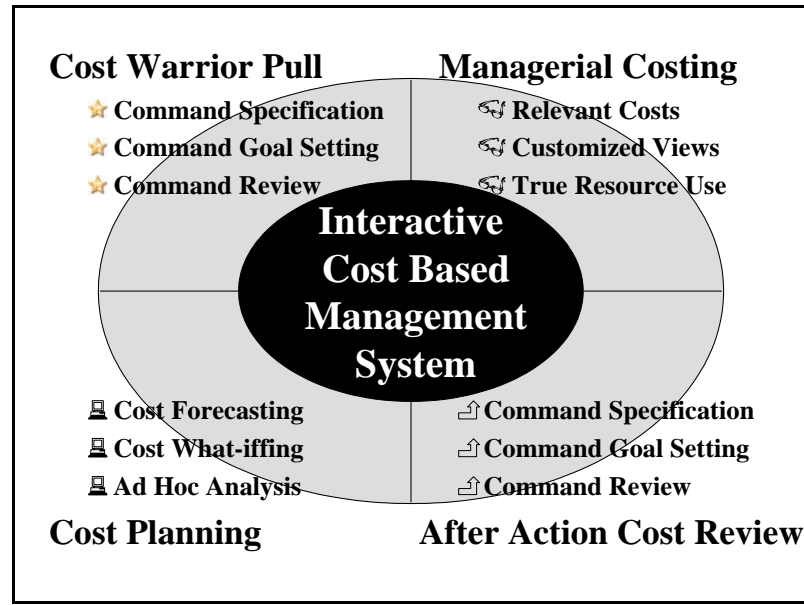 Cost Warrior Pull
Command Specification
Command Goal Setting
Command Review
Managerial Costing
Relevant Costs
Customized Views
True Resource Use
Interactive
Cost Based
Management
System
Cost Forecasting
Cost What-iffing
Ad Hoc Analysis
Cost Planning
Command Specification
Command Goal Setting
Command Review
After Action Cost Review